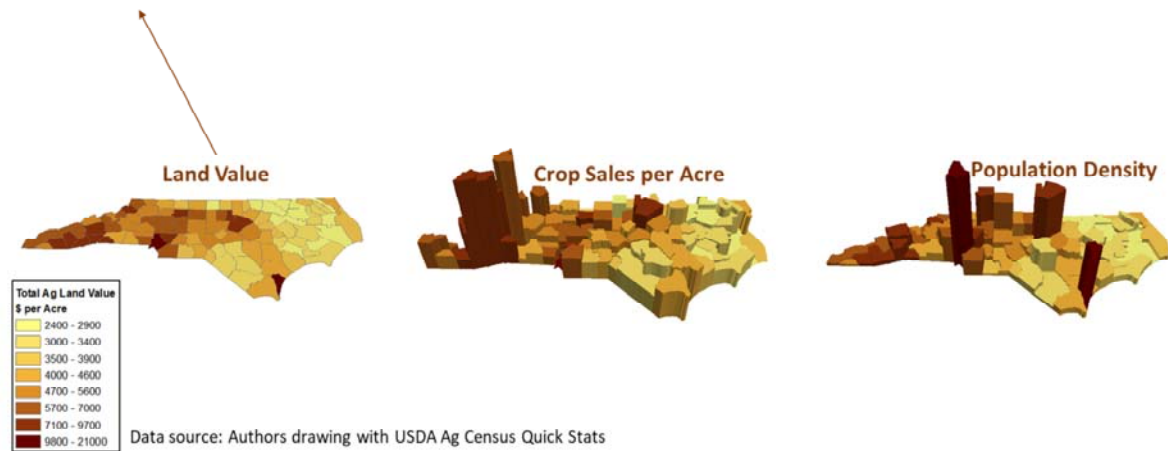 Land Value
Crop Sales per Acre
Population Density
Total Ag Land Value
$ per Acre
2400 - 2900
3000 - 3400
3500 - 3900
4000 - 4600
4700 - 5600
5700 - 7000
7100 - 9700
9800 - 21000
Data source: Authors drawing with USDA Ag Census Quick Stats